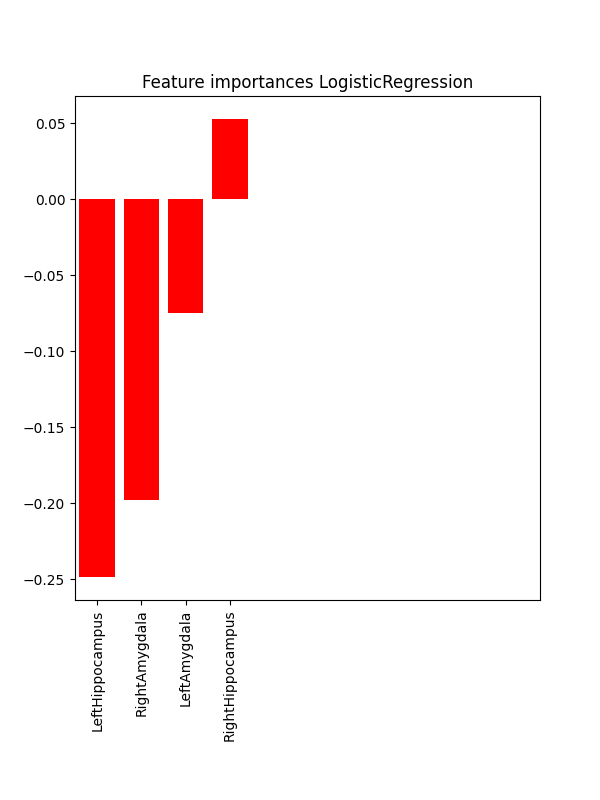 Feature importances LogisticRegression
0.05
0.00
−0.05
−0.10
−0.15
−0.20
−0.25
LeftHippocampus
RightAmygdala
LeftAmygdala
RightHippocampus